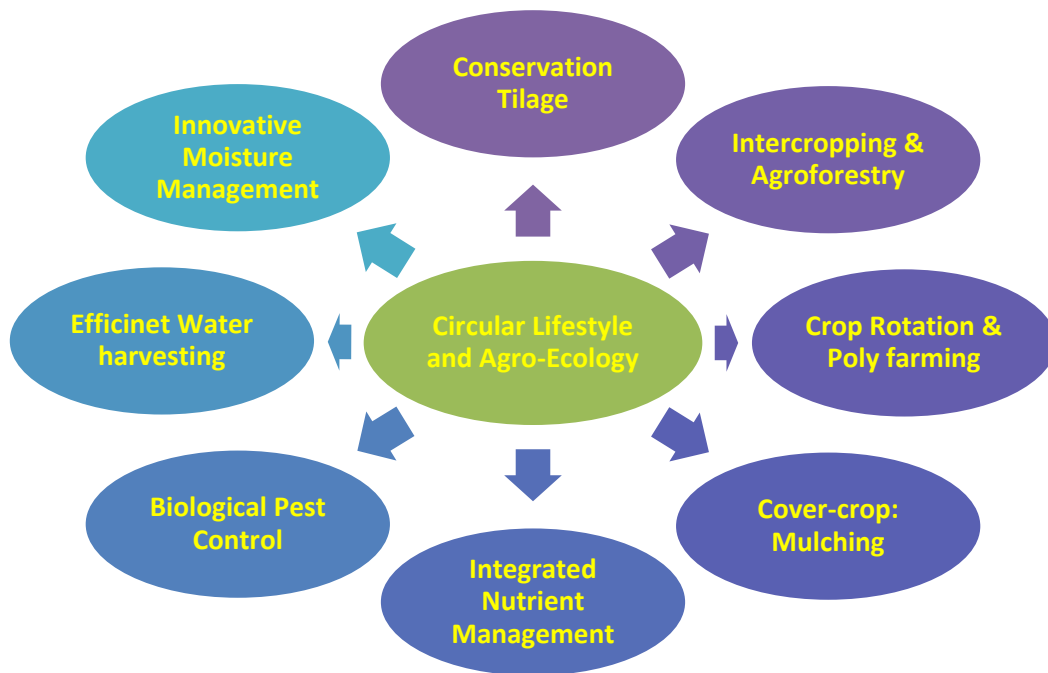 Conservation
Tilage
Intercropping &
Agroforestry
Crop Rotation &
Poly farming
Cover-crop:
Mulching
Integrated
Nutrient
Management
Biological Pest
Control
Efficinet Water
harvesting
Innovative
Moisture
Management
Circular Lifestyle
and Agro-Ecology